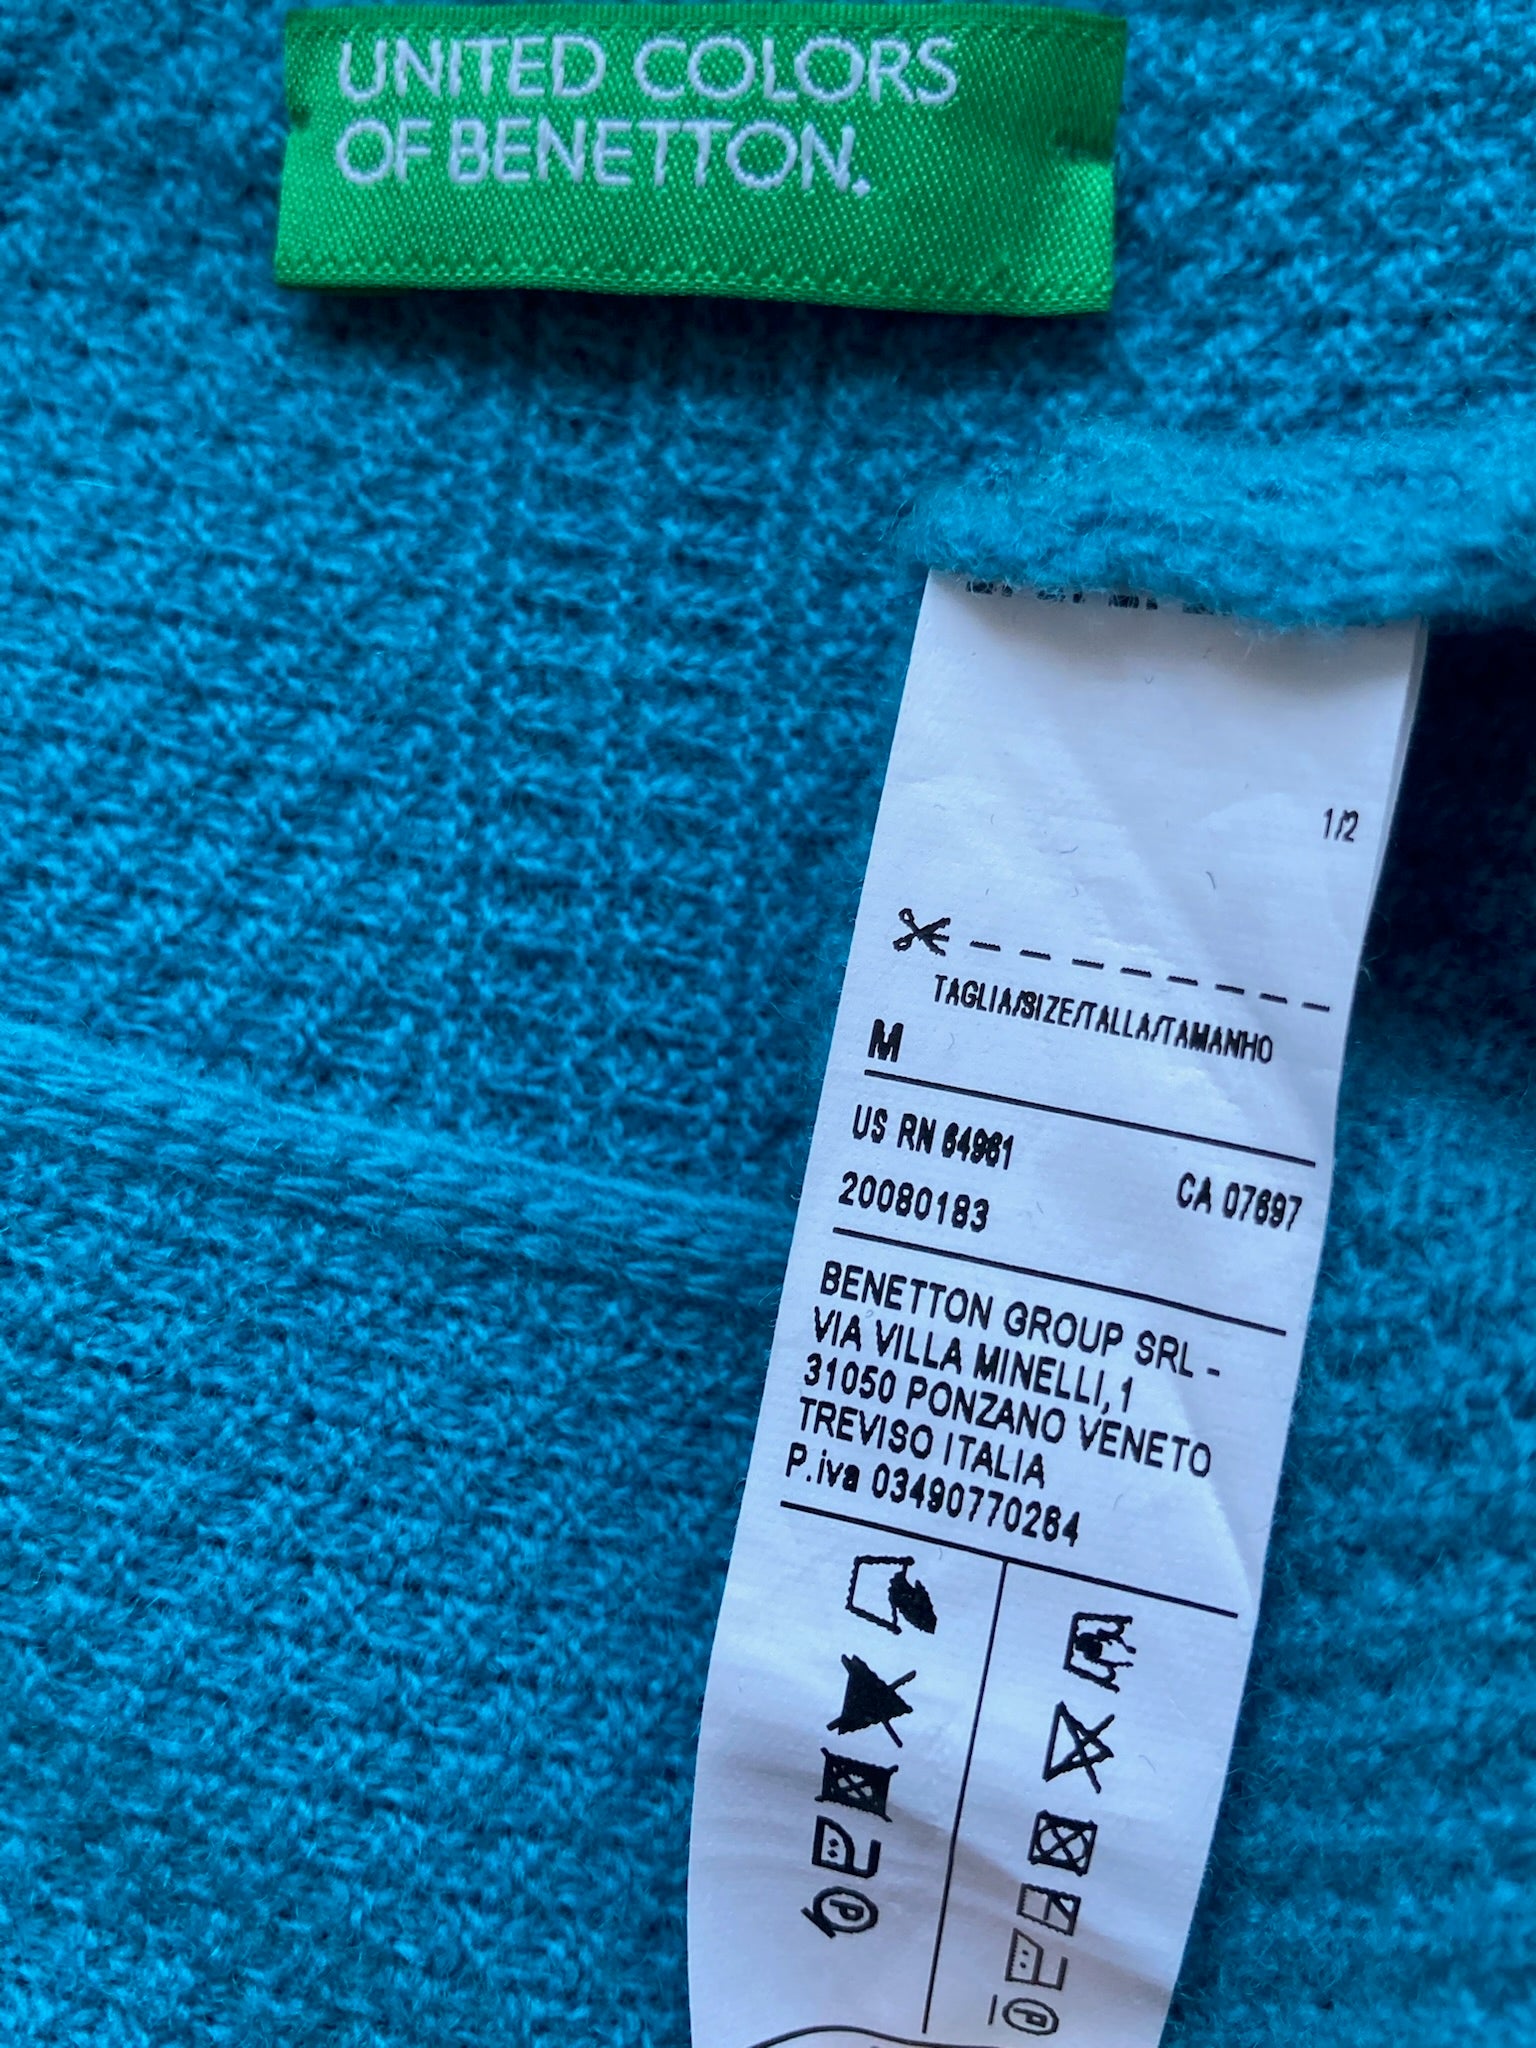 UNITED COLORS
OF BENETTON.
1/2
TAGLIA/SIZE/TALLA/TAMANHO
M
US RN 64961
CA 07697
20080183
BENETTON GROUP SRL -
VIA VILLA MINELLI, 1
31050 PONZANO VENETO
TREVISO ITALIA
P.iva 03490770264
P
P